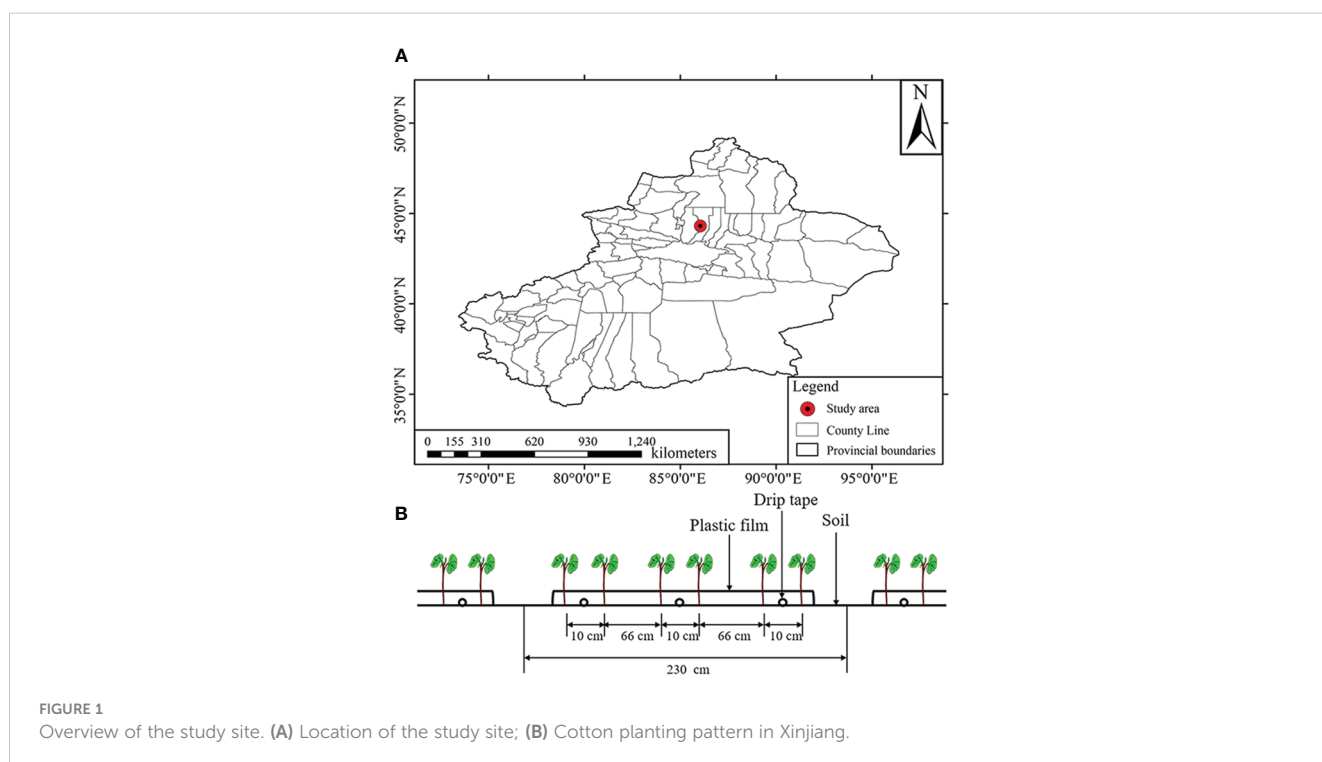 A
N
50°0'0"N
45°0'0"N
40°0'0"N
35°0'0"N
Legend
Study area
County Line
Provincial boundaries
0 155 310 620 930 1,240
kilometers
75°0'0"E 80°0'0"E 85°0'0"E 90°0'0"E 95°0'0"E
B
Drip tape
Plastic film
Soil
10 cm 66 cm 10 cm 66 cm 10 cm
230 cm
FIGURE 1
Overview of the study site. (A) Location of the study site; (B) Cotton planting pattern in Xinjiang.